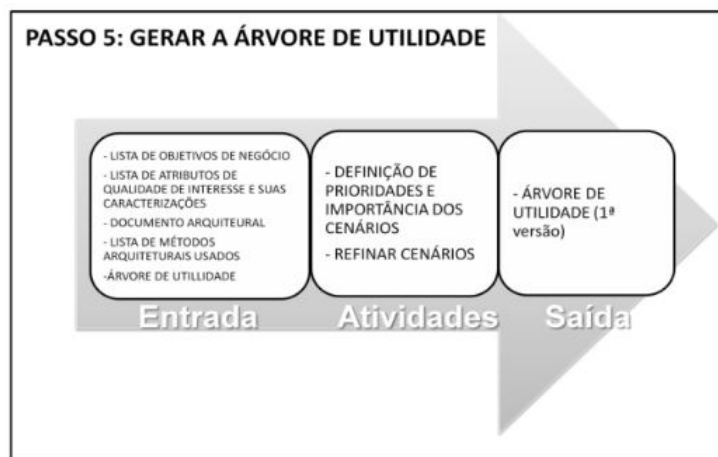 PASSO 5: GERAR A ÁRVORE DE UTILIDADE
- LISTA DE OBJETIVOS DE NEGÓCIO
- LISTA DE ATRIBUTOS DE
QUALIDADE DE INTERESSE E SUAS
CARACTERIZAÇÕES
- DOCUMENTO ARQUITEURAL
- LISTA DE MÉTODOS
ARQUITETURAIS USADOS
-ÁRVORE DE UTILLIDADE
Entrada
- DEFINIÇÃO DE
PRIORIDADES E
IMPORTÂNCIA DOS
CENÁRIOS
- REFINAR CENÁRIOS
Atividades
- ÁRVORE DE
UTILIDADE (1ª
versão)
Saída